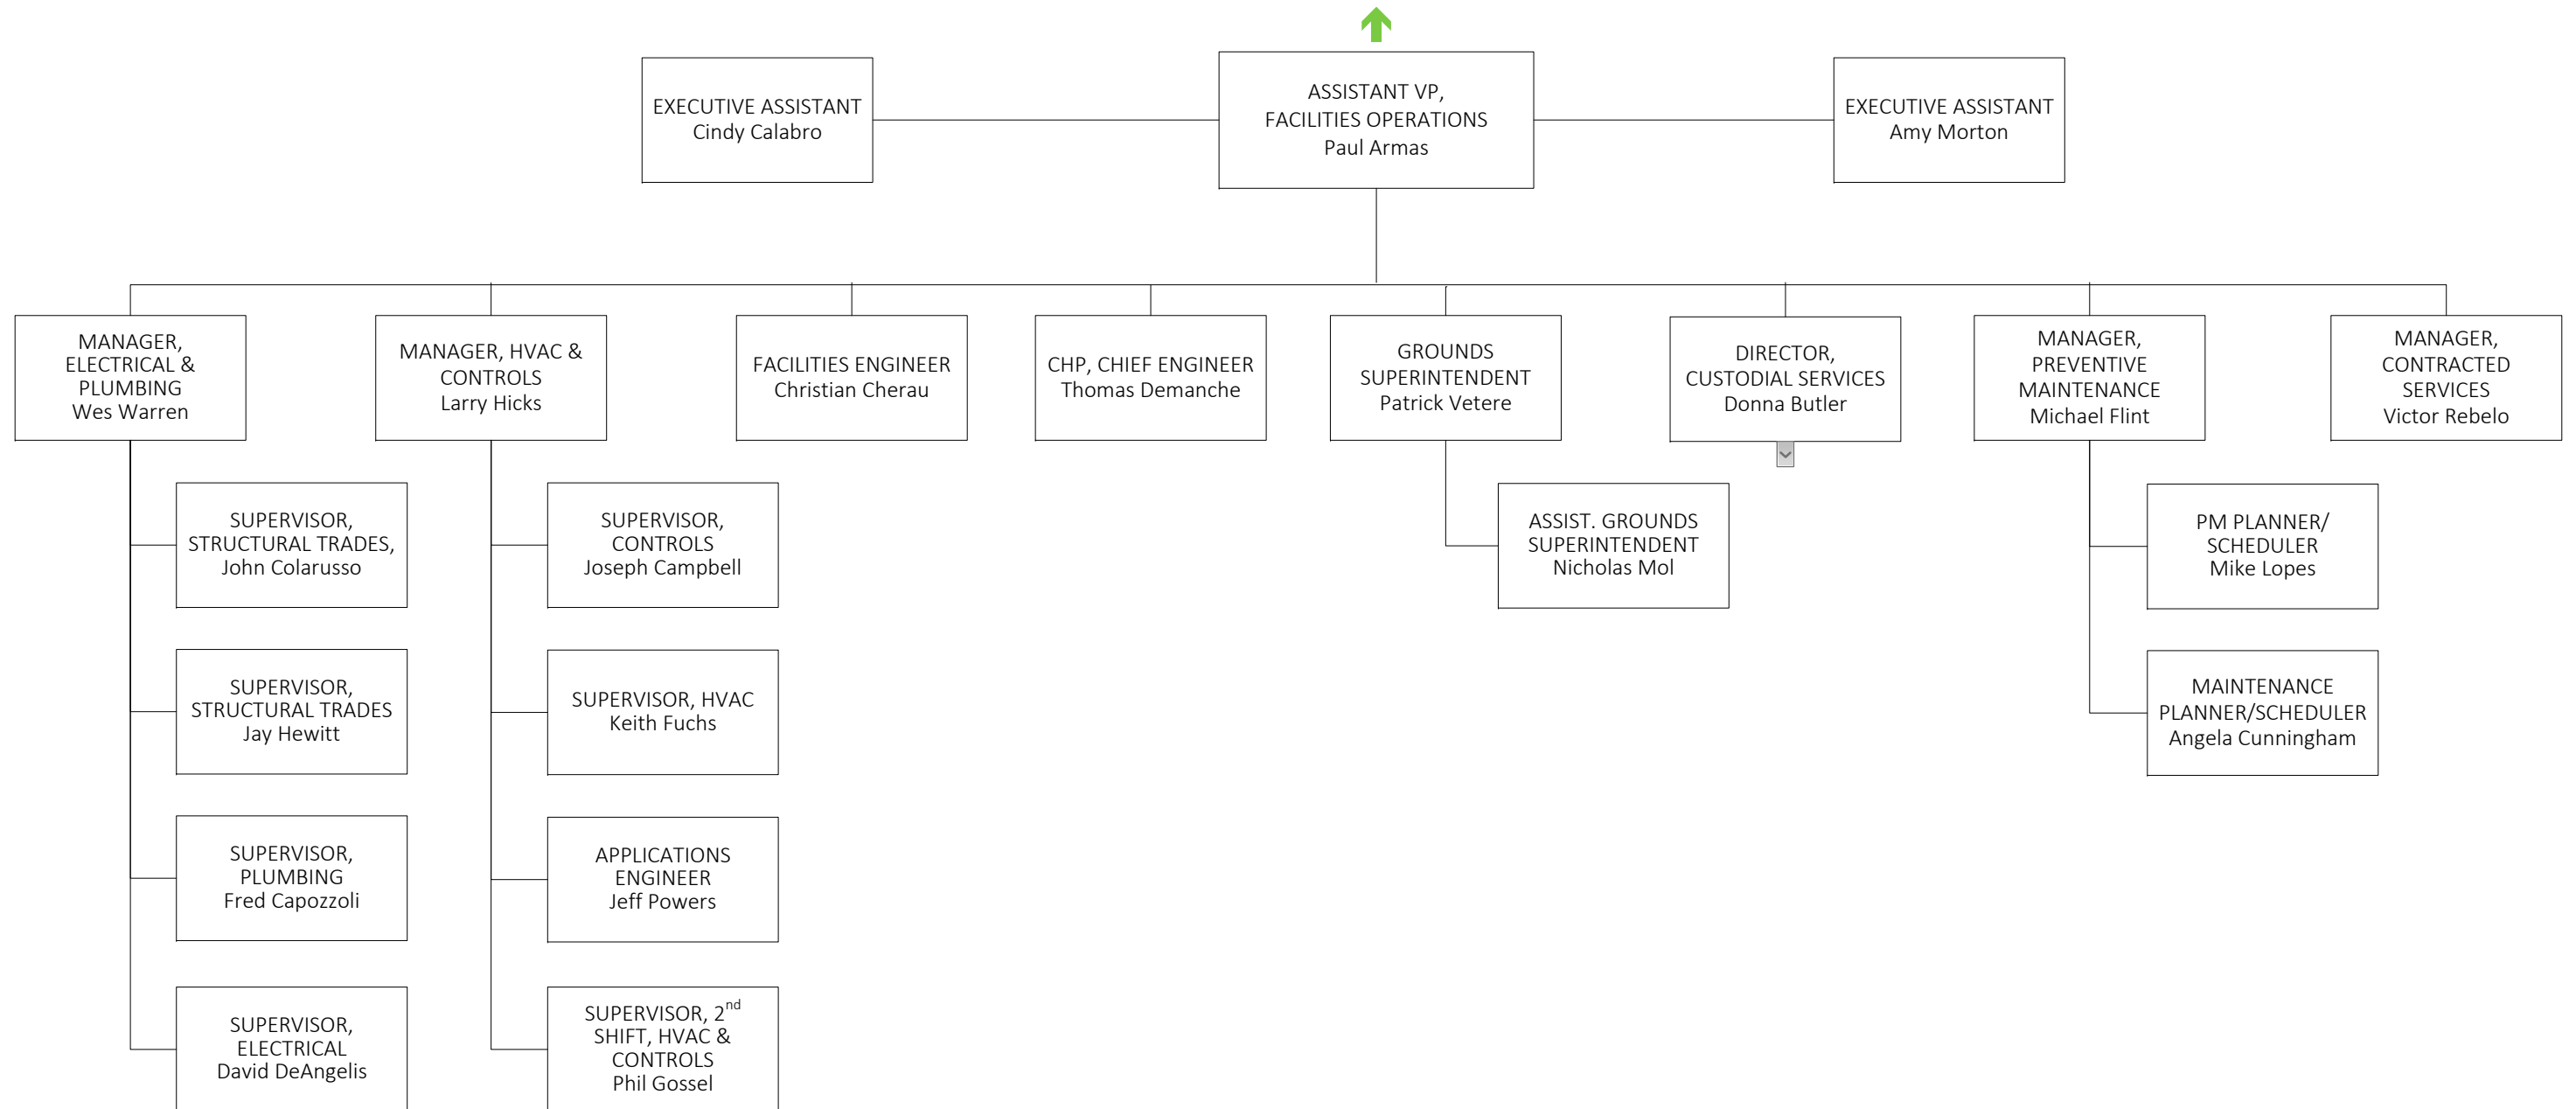 EXECUTIVE ASSISTANT
Cindy Calabro
ASSISTANT VP,
FACILITIES OPERATIONS
Paul Armas
EXECUTIVE ASSISTANT
Amy Morton
MANAGER,
ELECTRICAL &
PLUMBING
Wes Warren
MANAGER, HVAC &
CONTROLS
Larry Hicks
FACILITIES ENGINEER
Christian Cherau
CHP, CHIEF ENGINEER
Thomas Demanche
GROUNDS
SUPERINTENDENT
Patrick Vetere
DIRECTOR,
CUSTODIAL SERVICES
Donna Butler
MANAGER,
PREVENTIVE
MAINTENANCE
Michael Flint
MANAGER,
CONTRACTED
SERVICES
Victor Rebelo
SUPERVISOR,
STRUCTURAL TRADES,
John Colarusso
SUPERVISOR,
CONTROLS
Joseph Campbell
ASSIST. GROUNDS
SUPERINTENDENT
Nicholas Mol
PM PLANNER/
SCHEDULER
Mike Lopes
SUPERVISOR,
STRUCTURAL TRADES
Jay Hewitt
SUPERVISOR, HVAC
Keith Fuchs
MAINTENANCE
PLANNER/SCHEDULER
Angela Cunningham
SUPERVISOR,
PLUMBING
Fred Capozzoli
APPLICATIONS
ENGINEER
Jeff Powers
SUPERVISOR,
ELECTRICAL
David DeAngelis
SUPERVISOR, 2nd
SHIFT, HVAC &
CONTROLS
Phil Gossel